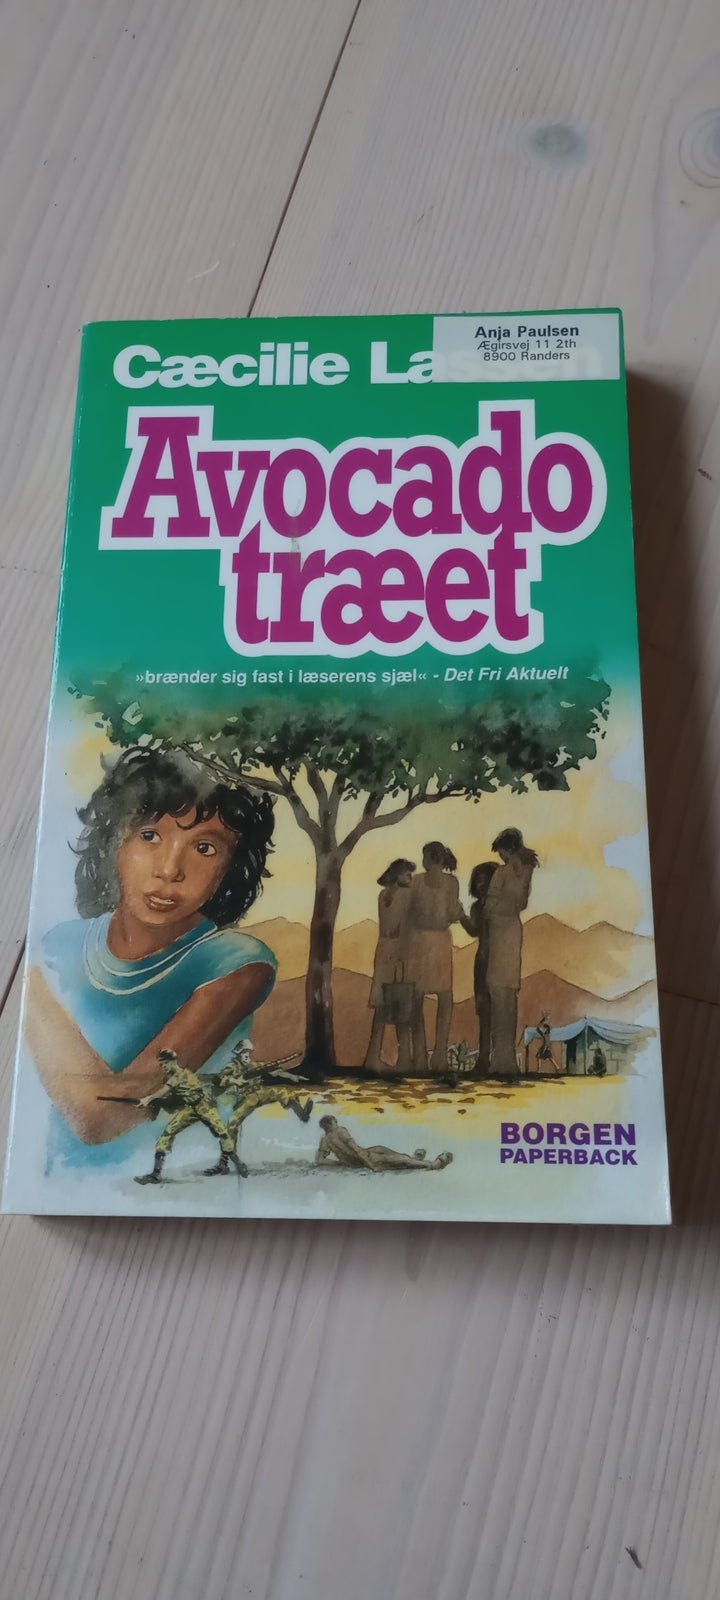 Anja Paulsen
Ægirsvej 11 2th
8900 Randers
Cæcilie
Avocado
træet
»brænder sig fast i læserens sjæl« - Det Fri Aktuelt
BORGEN
PAPERBACK